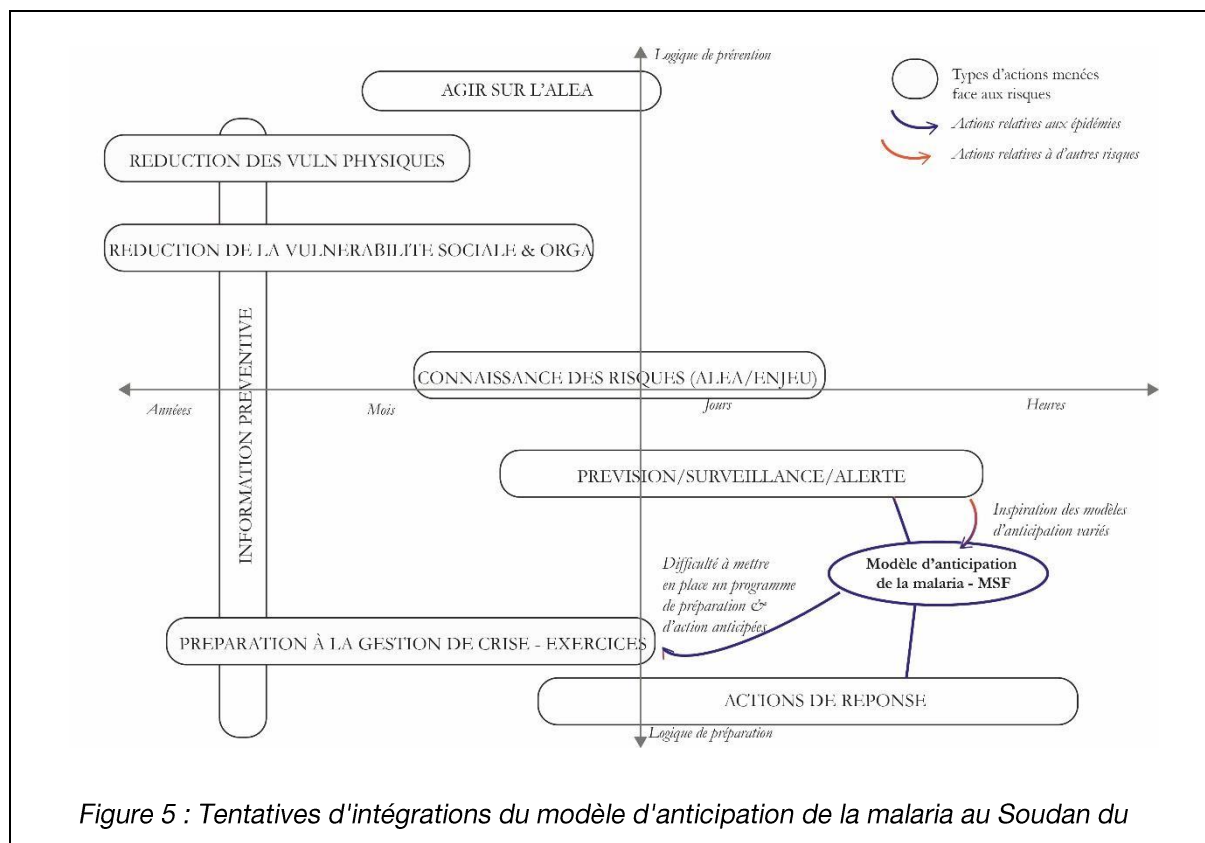 Logique de prévention
AGIR SUR L'ALEA
Types d'actions menées
face aux risques
Actions relatives aux épidémies
Actions relatives à d'autres risques
REDUCTION DES VULN PHYSIQUES
REDUCTION DE LA VULNERABILITE SOCIALE & ORGA
INFORMATION PREVENTIVE
CONNAISSANCE DES RISQUES (ALEA/ENJEU)
Annéees
Mois
Jours
Heures
PREVISION/SURVEILLANCE/ALERTE
Inspiration des modèles
d'anticipation variés
Difficulté à mettre
en place un programme
de préparation &
d'action anticipées
Modèle d'anticipation
de la malaria - MSF
PREPARATION À LA GESTION DE CRISE - EXERCICES
ACTIONS DE REPONSE
Logique de préparation
Figure 5 : Tentatives d'intégrations du modèle d'anticipation de la malaria au Soudan du